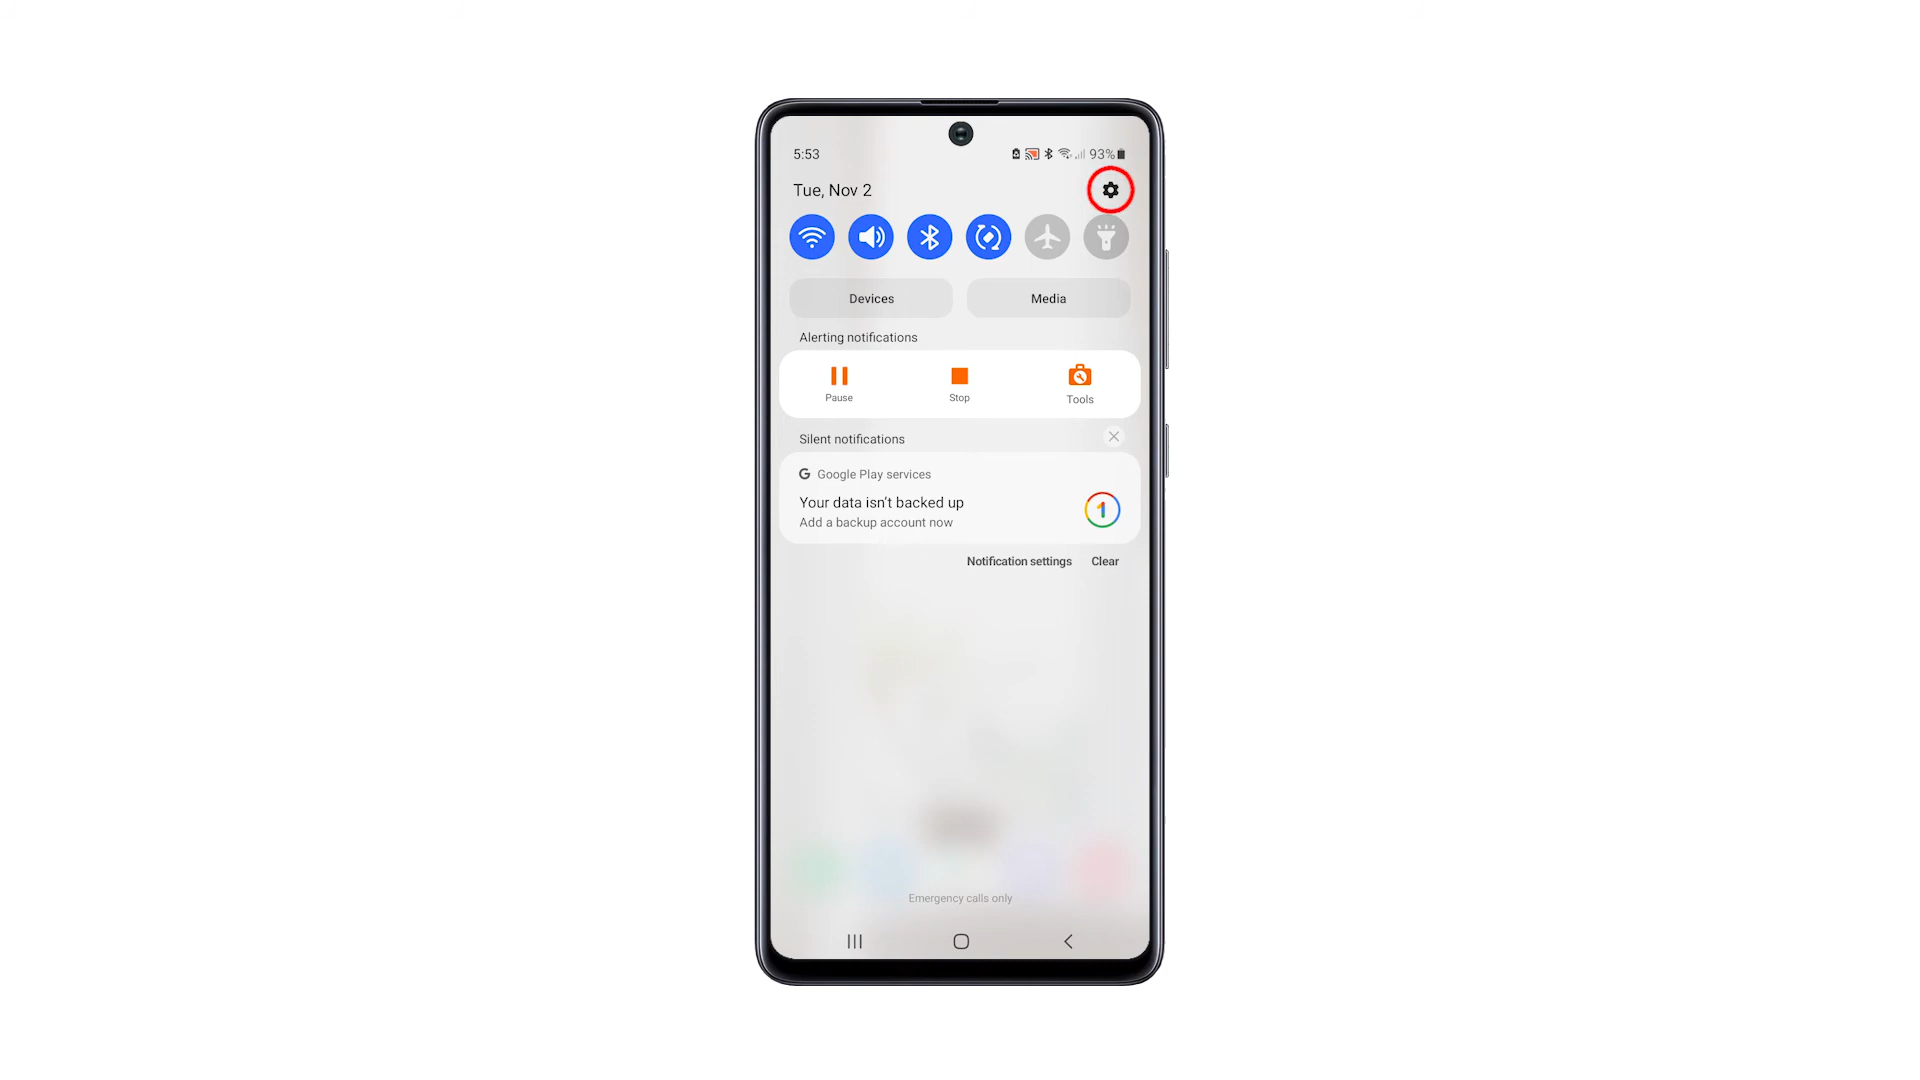 5:53
93%
Tue, Nov 2
Devices
Media
Alerting notifications
Pause
Stop
Tools
Silent notifications
G Google Play services
Your data isn't backed up
Add a backup account now
1
Notification settings
Clear
Emergency calls only